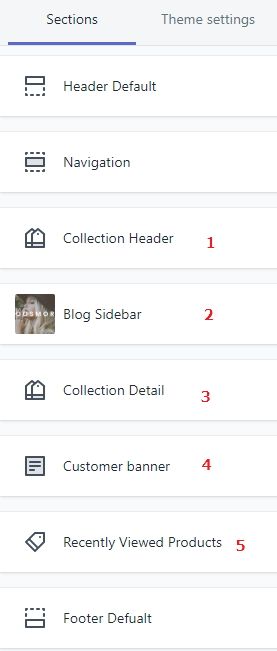 Sections Theme settings
Header Default
Navigation
Collection Header 1
OODSMOR
Blog Sidebar 2
Collection Detail 3
Customer banner 4
Recently Viewed Products 5
Footer Defualt